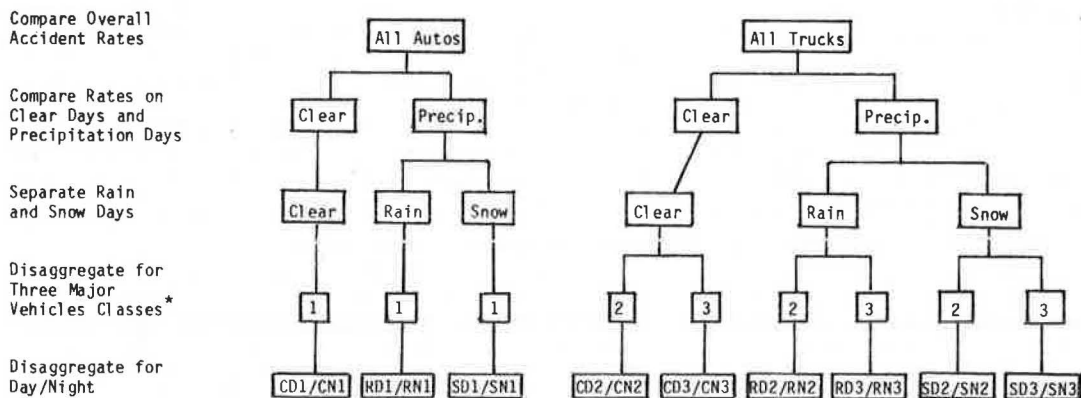 Compare Overall
Accident Rates
All Autos
All Trucks
Compare Rates on
Clear Days and
Precipitation Days
Clear
Precip.
Clear
Precip.
Separate Rain
and Snow Days
Clear
Rain
Snow
Clear
Rain
Snow
Disaggregate for
Three Major
Vehicles Classes*
1
1
1
2
3
2
3
2
3
Disaggregate for
Day/Night
CD1/CN1
RD1/RN1
SD1/SN1
CD2/CN2
CD3/CN3
RD2/RN2
RD3/RN3
SD2/SN2
SD3/SN3